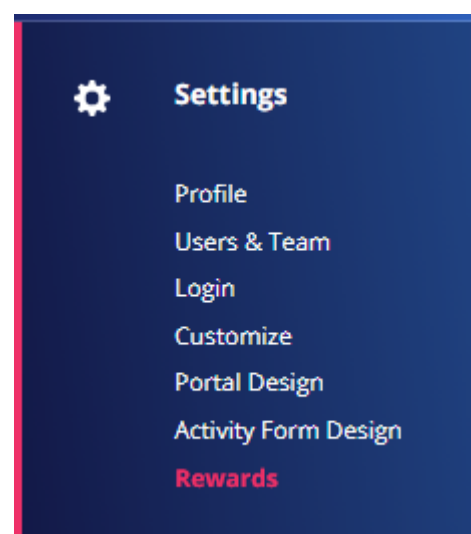 Settings
Profile
Users & Team
Login
Customize
Portal Design
Activity Form Design
Rewards